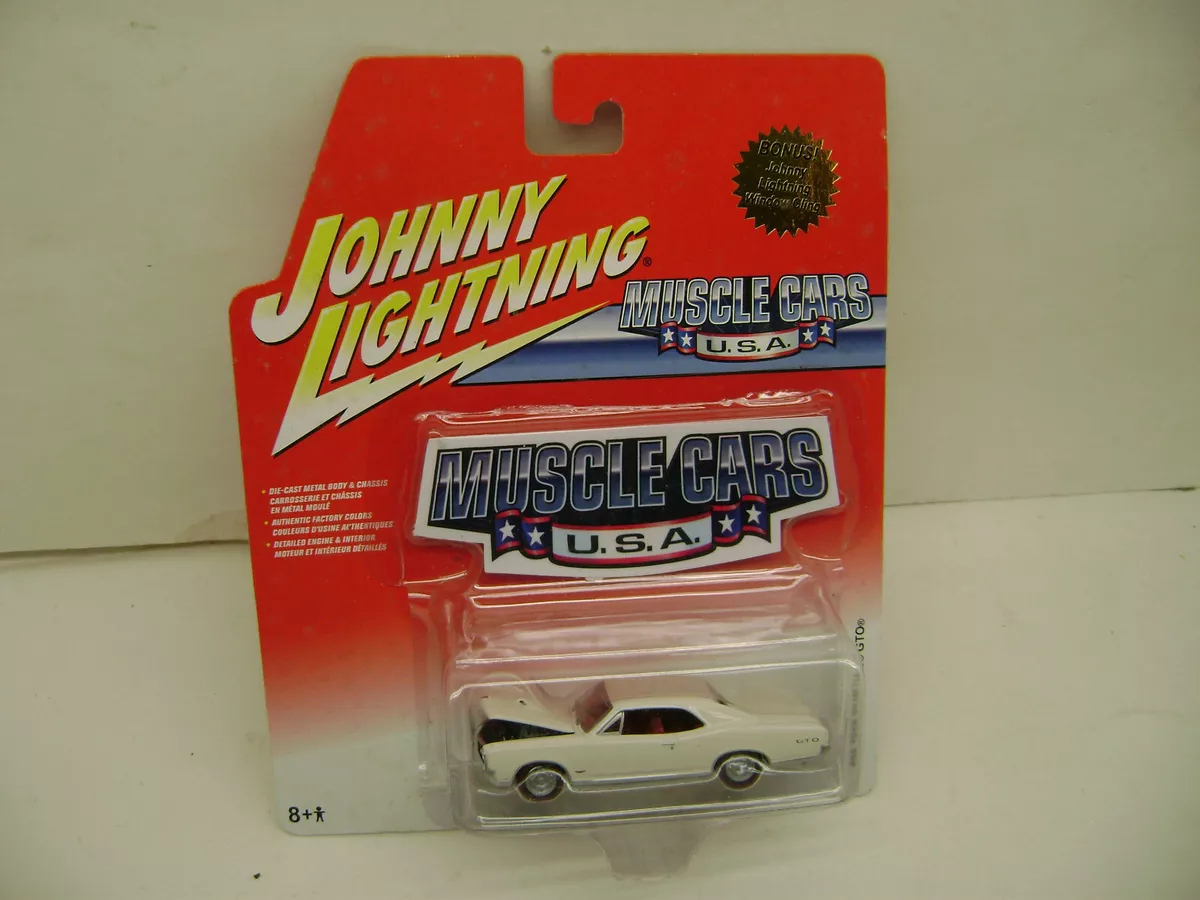 BONUS!
Johnny
Lightning
Window Cling
JOHNNY
LIGHTNING®
MUSCLE CARS
U.S.A.
MUSCLE CARS
U.S.A.
• DIE-CAST METAL BODY & CHASSIS
CARROSSERIE ET CHÂSSIS
EN MÉTAL MOULÉ
• AUTHENTIC FACTORY COLORS
COULEURS D'USINE AUTHENTIQUES
• DETAILED ENGINE & INTERIOR
MOTEUR ET INTÉRIEUR DÉTAILLÉS
GTO®
GTO
8+